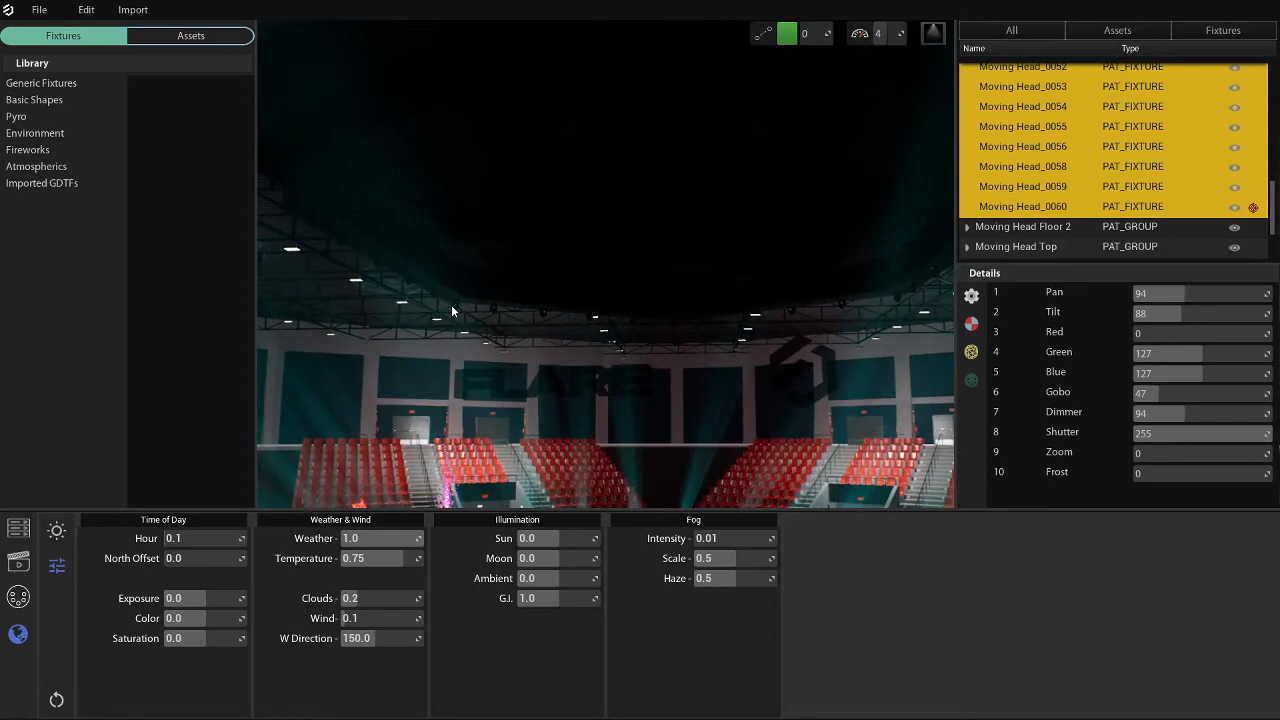 File Edit Import
Fixtures Assets
0 4
All Assets Fixtures
Library
Name Type
Generic Fixtures
Basic Shapes
Pyro
Environment
Fireworks
Atmospherics
Imported GDTFs
Moving Head_0052 PAT_FIXTURE
Moving Head_0053 PAT_FIXTURE
Moving Head_0054 PAT_FIXTURE
Moving Head_0055 PAT_FIXTURE
Moving Head_0056 PAT_FIXTURE
Moving Head_0058 PAT_FIXTURE
Moving Head_0059 PAT_FIXTURE
Moving Head_0060 PAT_FIXTURE
Moving Head Floor 2 PAT_GROUP
Moving Head Top PAT_GROUP
Details
1 Pan 94
2 Tilt 88
3 Red 0
4 Green 127
5 Blue 127
6 Gobo 47
7 Dimmer 94
8 Shutter 255
9 Zoom 0
10 Frost 0
FLARE
Time of Day
Hour 0.1
North Offset 0.0
Exposure 0.0
Color 0.0
Saturation 0.0
Weather & Wind
Weather - 1.0
Temperature - 0.75
Clouds - 0.2
Wind - 0.1
W Direction - 150.0
Illumination
Sun 0.0
Moon 0.0
Ambient 0.0
G.I. 1.0
Fog
Intensity - 0.01
Scale - 0.5
Haze - 0.5